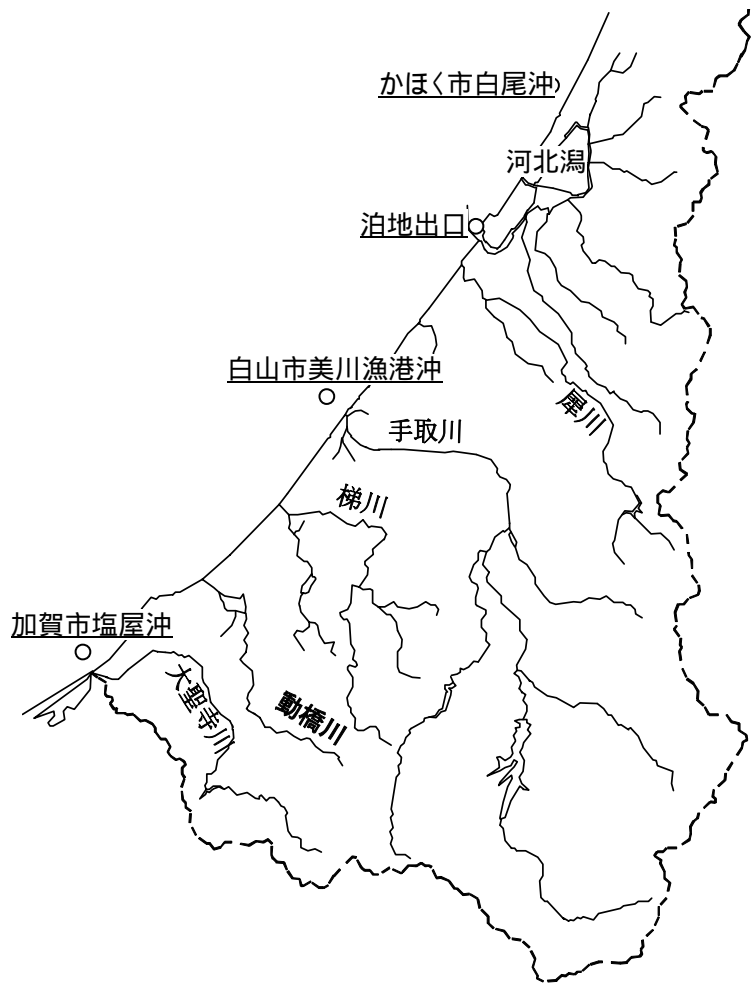 かほく市白尾沖
河北潟
泊地出口
白山市美川漁港沖
犀川
手取川
梯川
加賀市塩屋沖
大聖寺川
動橋川